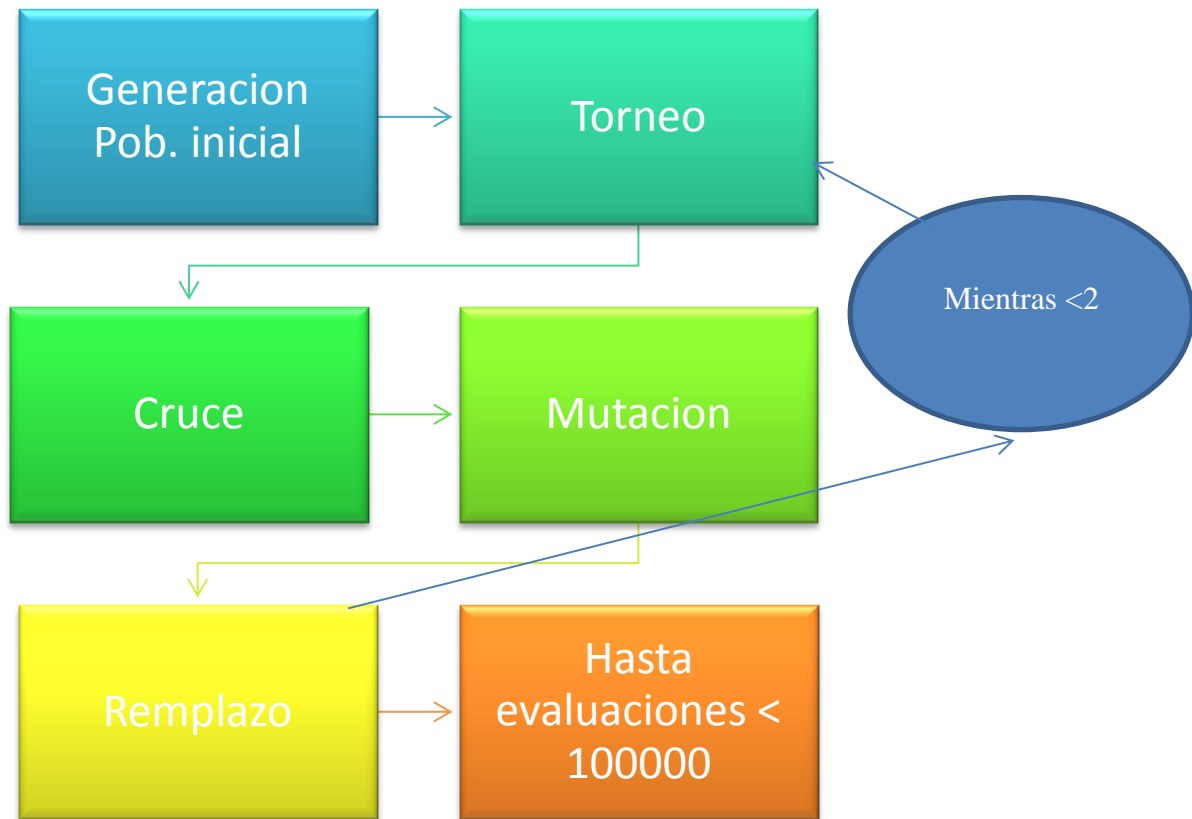 Generacion
Pob. inicial
Torneo
Mientras <2
Cruce
Mutacion
Remplazo
Hasta
evaluaciones <
100000